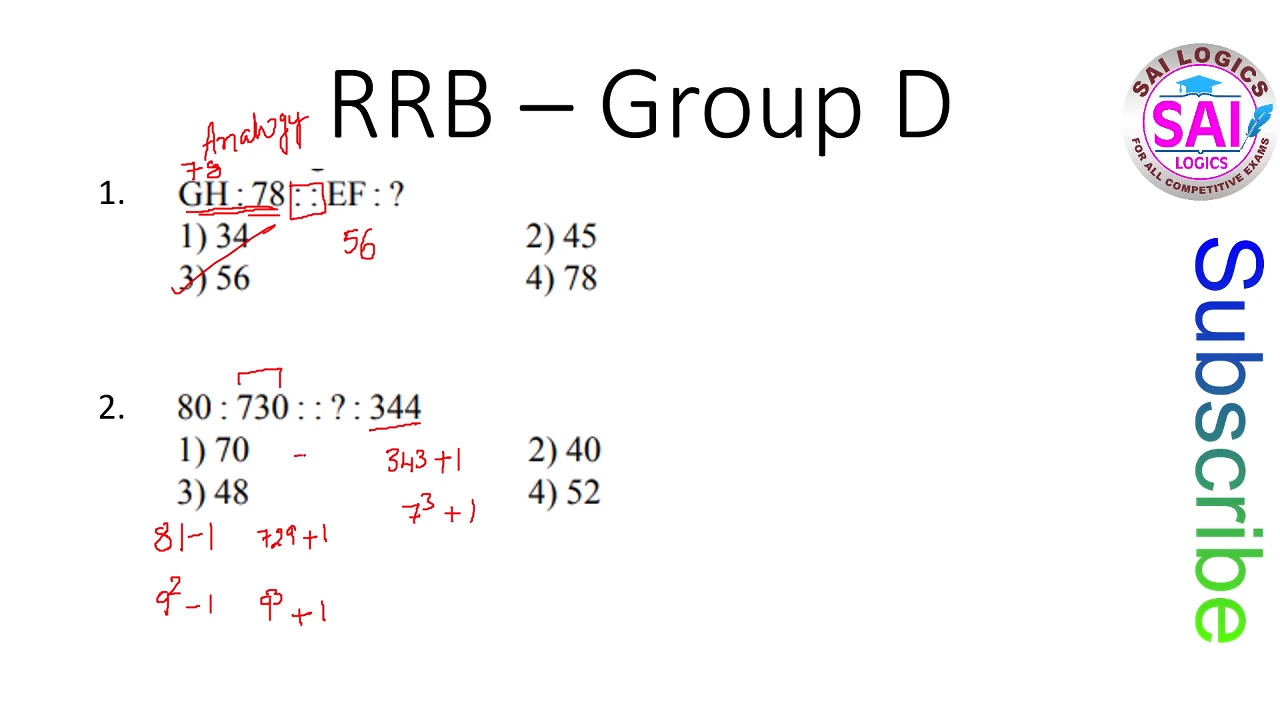 RRB – Group D
Analogy
78
1. GH : 78 : : EF : ?
1) 34 2) 45
56
3) 56 4) 78
2. 80 : 730 : : ? : 344
1) 70 2) 40
- 343 + 1
3) 48 4) 52
7³ + 1
81 - 1 729 + 1
9² - 1 9³ + 1
SAI LOGICS
SAI
LOGICS
FOR ALL COMPETITIVE EXAMS
Subscribe